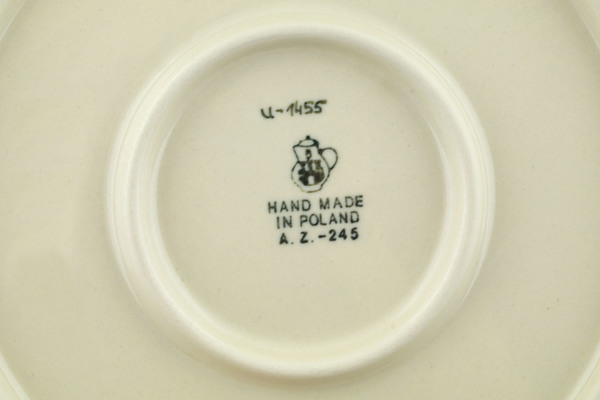 U-1455
HAND MADE
IN POLAND
A. Z.-245